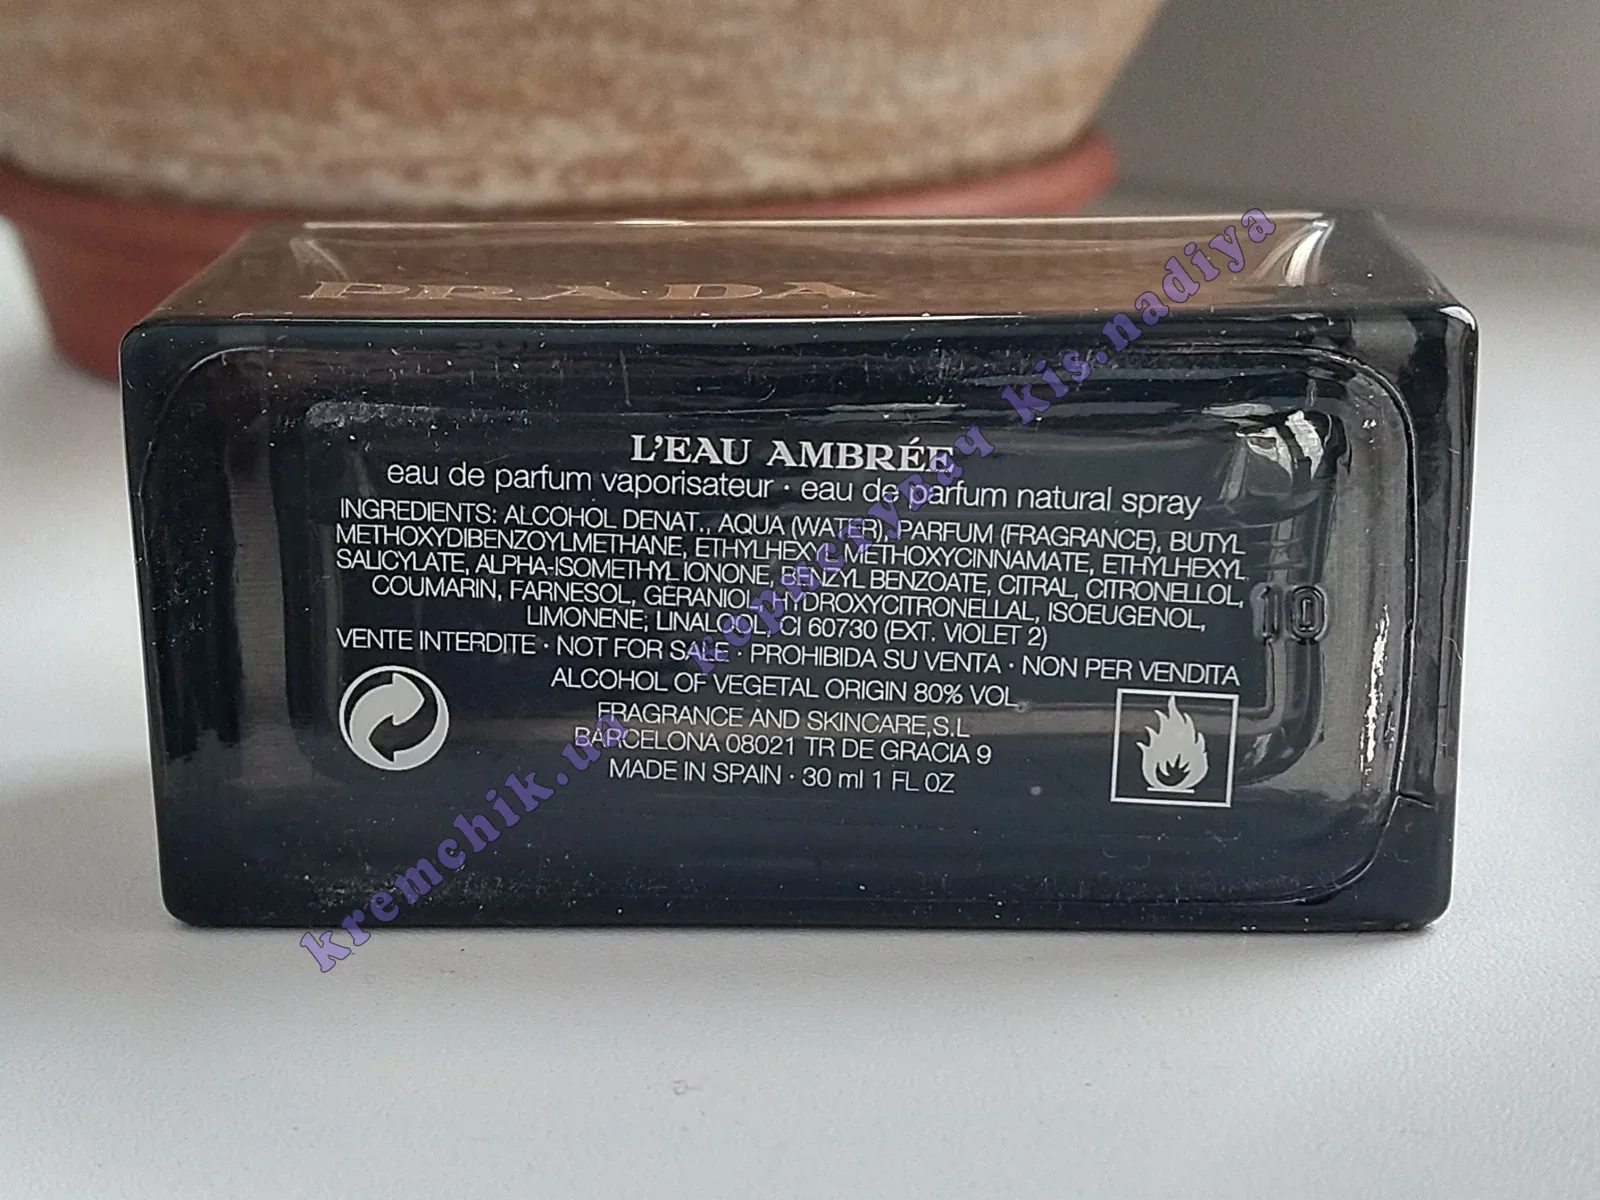 PRADA
L'EAU AMBRÉE
eau de parfum vaporisateur · eau de parfum natural spray
INGREDIENTS: ALCOHOL DENAT., AQUA (WATER), PARFUM (FRAGRANCE), BUTYL
METHOXYDIBENZOYLMETHANE, ETHYLHEXYL METHOXYCINNAMATE, ETHYLHEXYL
SALICYLATE, ALPHA-ISOMETHYL IONONE, BENZYL BENZOATE, CITRAL, CITRONELLOL,
COUMARIN, FARNESOL, GERANIOL, HYDROXYCITRONELLAL, ISOEUGENOL,
LIMONENE, LINALOOL, CI 60730 (EXT. VIOLET 2)
VENTE INTERDITE · NOT FOR SALE · PROHIBIDA SU VENTA · NON PER VENDITA
ALCOHOL OF VEGETAL ORIGIN 80% VOL.
FRAGRANCE AND SKINCARE,S.L
BARCELONA 08021 TR DE GRACIA 9
MADE IN SPAIN · 30 ml 1 FL OZ
10
kremchik.ua користувач kis.nadiya